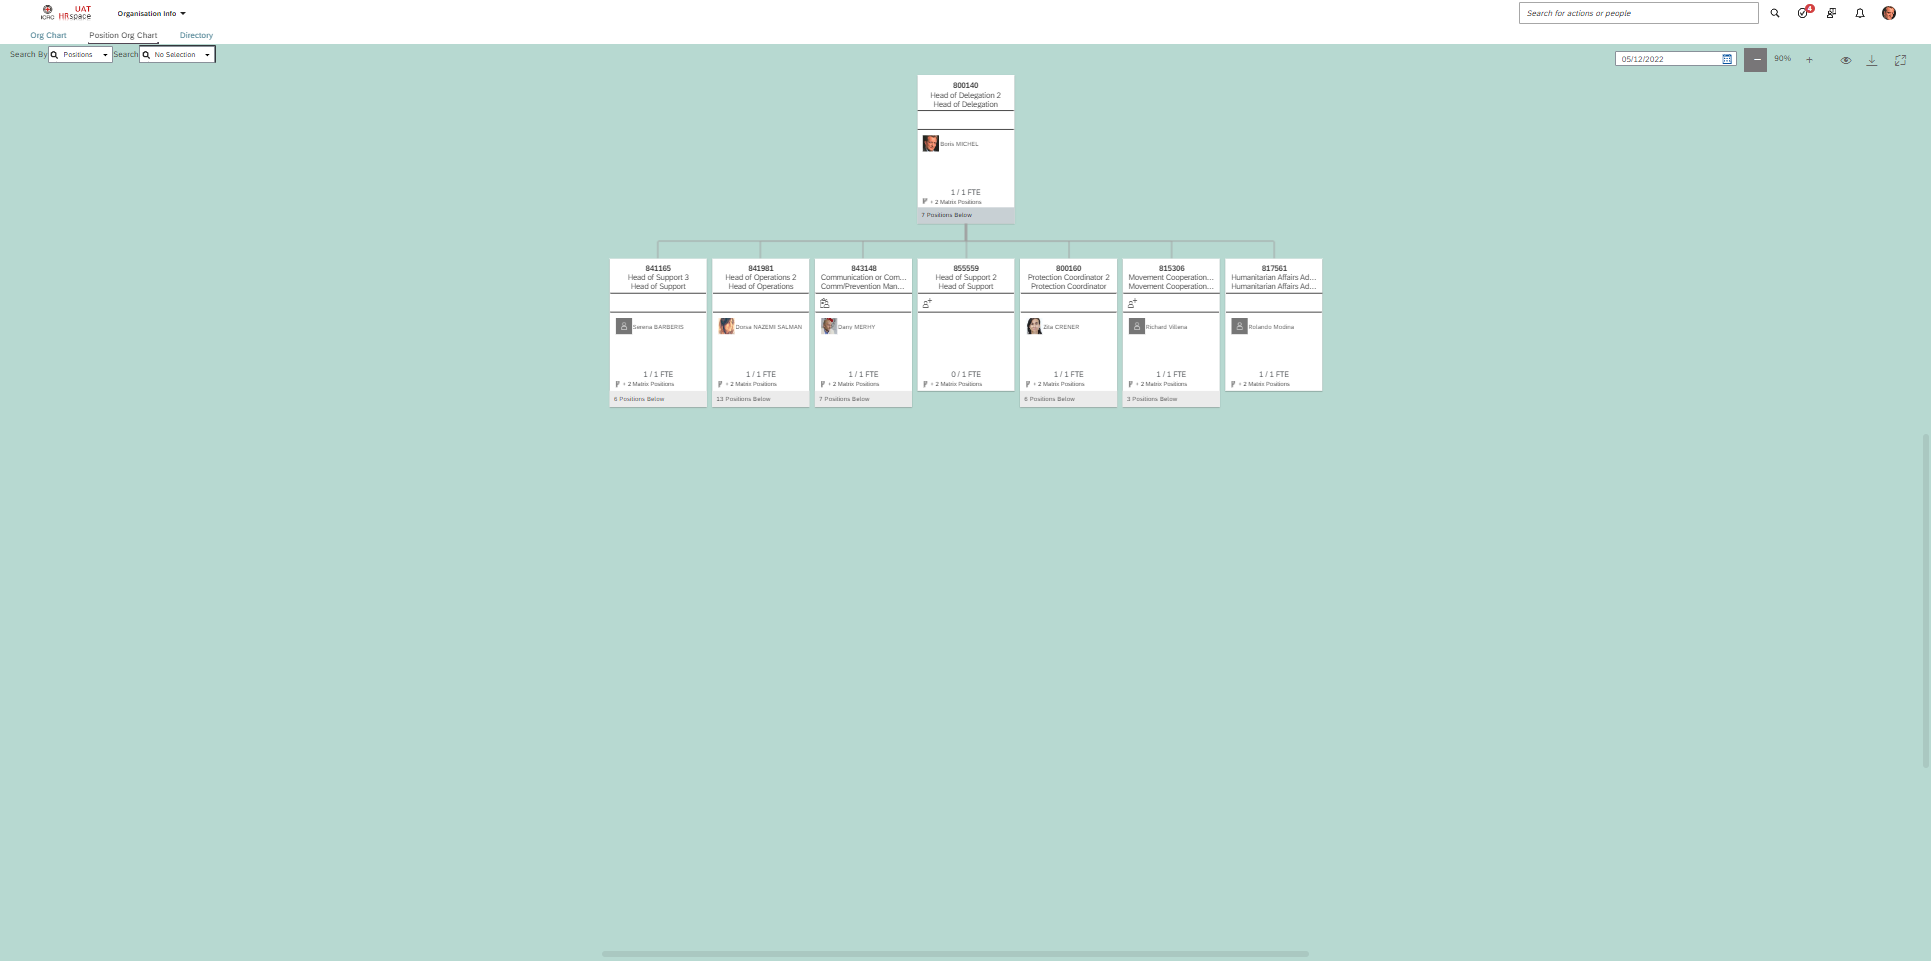 ICRC
UAT
HRspace
Organisation Info
Search for actions or people
4
Org Chart
Position Org Chart
Directory
Search By
Positions
Search
No Selection
05/12/2022
90%
800140
Head of Delegation 2
Head of Delegation
Boris MICHEL
1 / 1 FTE
+ 2 Matrix Positions
7 Positions Below
841165
Head of Support 3
Head of Support
Serena BARBERIS
1 / 1 FTE
+ 2 Matrix Positions
6 Positions Below
841981
Head of Operations 2
Head of Operations
Dorsa NAZEMI SALMAN
1 / 1 FTE
+ 2 Matrix Positions
13 Positions Below
843148
Communication or Com...
Comm/Prevention Man...
Dany MERHY
1 / 1 FTE
+ 2 Matrix Positions
7 Positions Below
855559
Head of Support 2
Head of Support
0 / 1 FTE
+ 2 Matrix Positions
800160
Protection Coordinator 2
Protection Coordinator
Zita CRENER
1 / 1 FTE
+ 2 Matrix Positions
6 Positions Below
815306
Movement Cooperation...
Movement Cooperation...
Richard Villena
1 / 1 FTE
+ 2 Matrix Positions
3 Positions Below
817561
Humanitarian Affairs Ad...
Humanitarian Affairs Ad...
Rolando Modina
1 / 1 FTE
+ 2 Matrix Positions